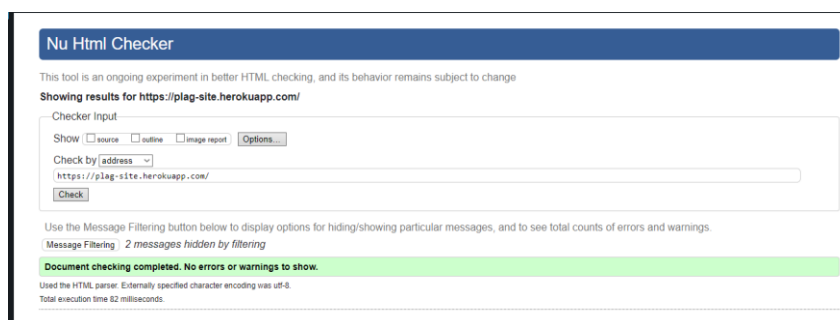 Nu Html Checker
This tool is an ongoing experiment in better HTML checking, and its behavior remains subject to change
Showing results for https://plag-site.herokuapp.com/
Checker Input
Show source outline image report Options...
Check by address
https://plag-site.herokuapp.com/
Check
Use the Message Filtering button below to display options for hiding/showing particular messages, and to see total counts of errors and warnings.
Message Filtering 2 messages hidden by filtering
Document checking completed. No errors or warnings to show.
Used the HTML parser. Externally specified character encoding was utf-8.
Total execution time 82 milliseconds.